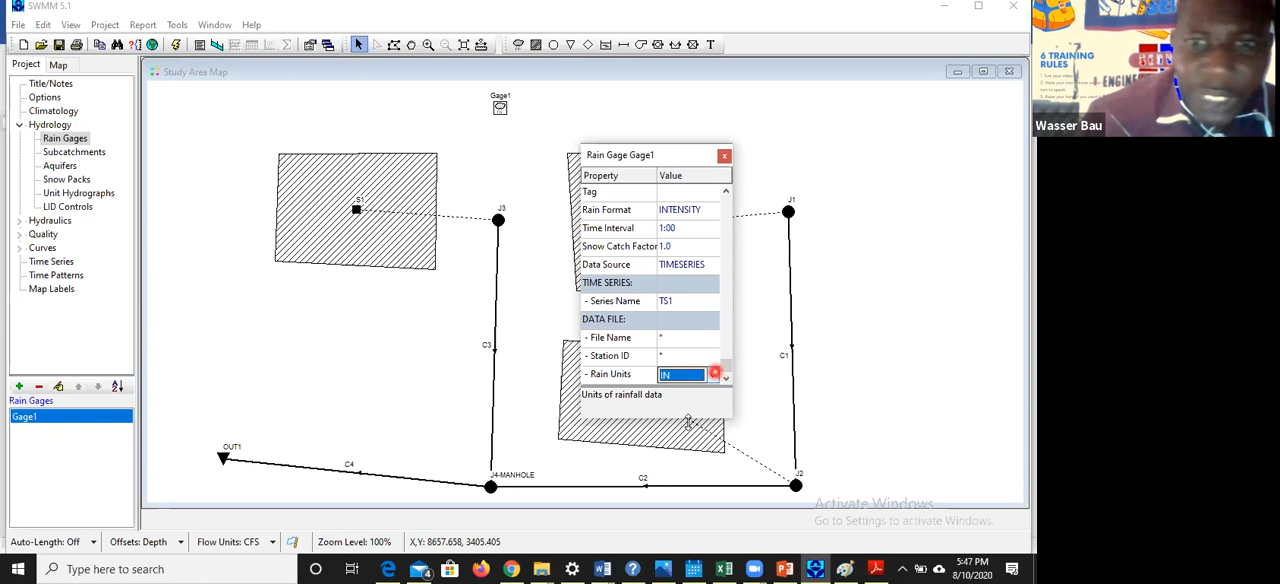 SWMM 5.1
File Edit View Project Report Tools Window Help
Project Map
Title/Notes
Options
Climatology
Hydrology
Rain Gages
Subcatchments
Aquifers
Snow Packs
Unit Hydrographs
LID Controls
Hydraulics
Quality
Curves
Time Series
Time Patterns
Map Labels
Rain Gages
Gage1
Study Area Map
Gage1
S1
J3
J1
C3
C1
OUT1
C4
J4-MANHOLE
C2
J2
Rain Gage Gage1
Property Value
Tag
Rain Format INTENSITY
Time Interval 1:00
Snow Catch Factor 1.0
Data Source TIMESERIES
TIME SERIES:
- Series Name TS1
DATA FILE:
- File Name *
- Station ID *
- Rain Units IN
Units of rainfall data
Activate Windows
Go to Settings to activate Windows.
Auto-Length: Off Offsets: Depth Flow Units: CFS Zoom Level: 100% X,Y: 8657.658, 3405.405
Type here to search
5:47 PM
8/10/2020
6 TRAINING
RULES
Wasser Bau